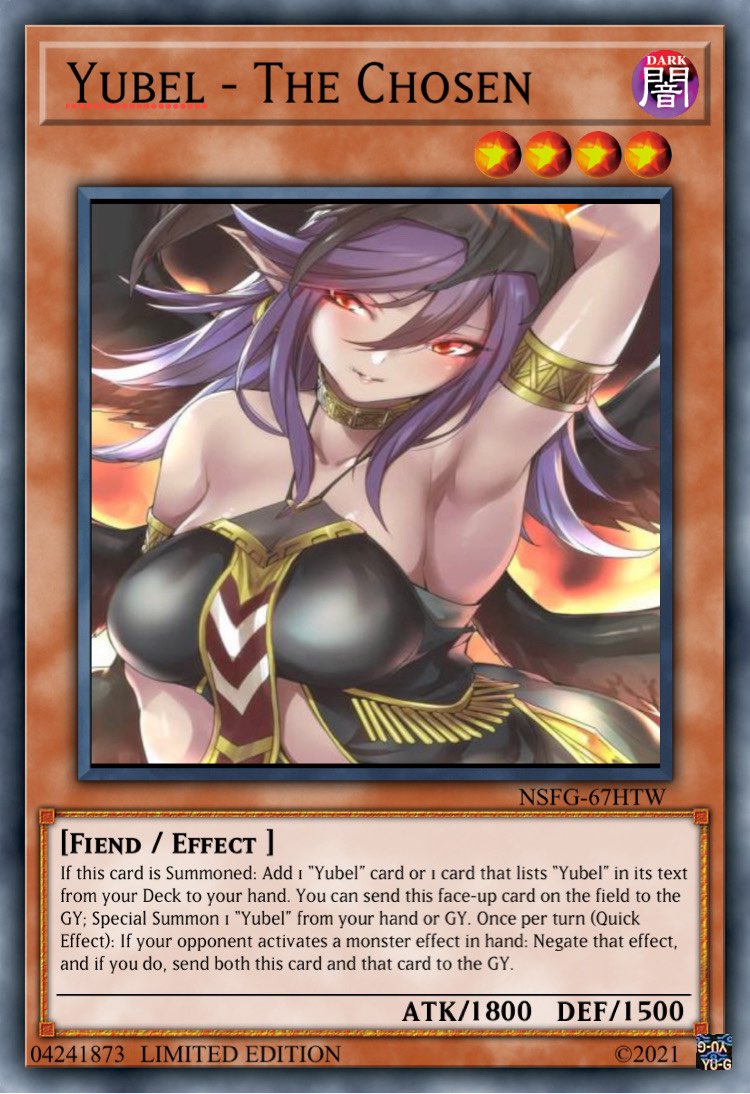 Yubel - The Chosen
DARK
闇
NSFG-67HTW
[Fiend / Effect ]
If this card is Summoned: Add 1 "Yubel" card or 1 card that lists "Yubel" in its text
from your Deck to your hand. You can send this face-up card on the field to the
GY; Special Summon 1 "Yubel" from your hand or GY. Once per turn (Quick
Effect): If your opponent activates a monster effect in hand: Negate that effect,
and if you do, send both this card and that card to the GY.
ATK/1800 DEF/1500
04241873 LIMITED EDITION ©2021